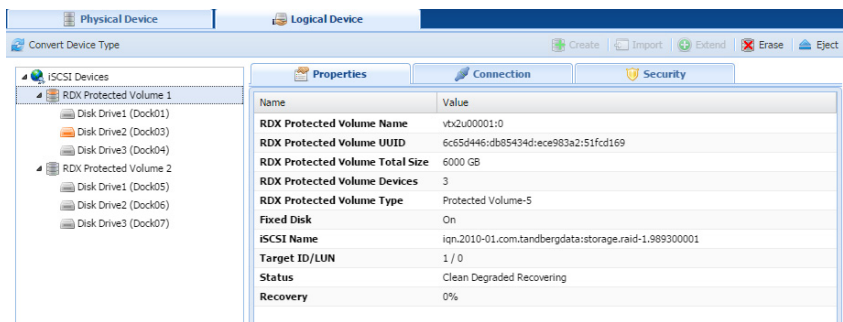 Physical Device
Logical Device
Convert Device Type
Create
Import
Extend
Erase
Eject
iSCSI Devices
RDX Protected Volume 1
Disk Drive1 (Dock01)
Disk Drive2 (Dock03)
Disk Drive3 (Dock04)
RDX Protected Volume 2
Disk Drive1 (Dock05)
Disk Drive2 (Dock06)
Disk Drive3 (Dock07)
Properties
Connection
Security
Name Value
RDX Protected Volume Name vtx2u00001:0
RDX Protected Volume UUID 6c65d446:db85434d:ece983a2:51fcd169
RDX Protected Volume Total Size 6000 GB
RDX Protected Volume Devices 3
RDX Protected Volume Type Protected Volume-5
Fixed Disk On
iSCSI Name iqn.2010-01.com.tandbergdata:storage.raid-1.989300001
Target ID/LUN 1 / 0
Status Clean Degraded Recovering
Recovery 0%